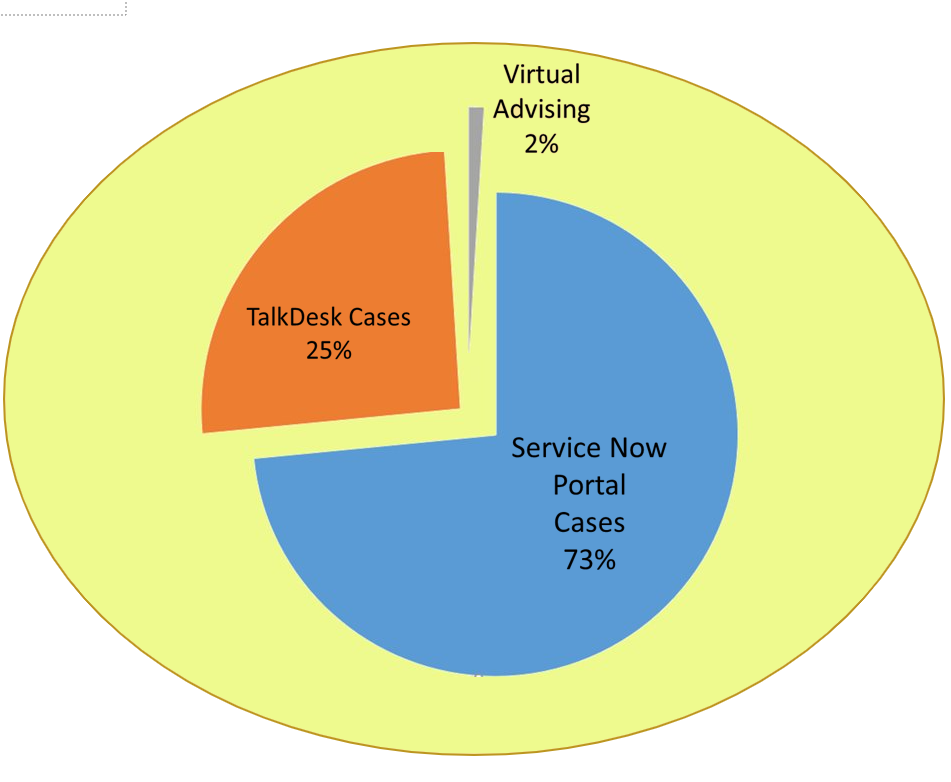 Virtual
Advising
2%
TalkDesk Cases
25%
Service Now
Portal
Cases
73%